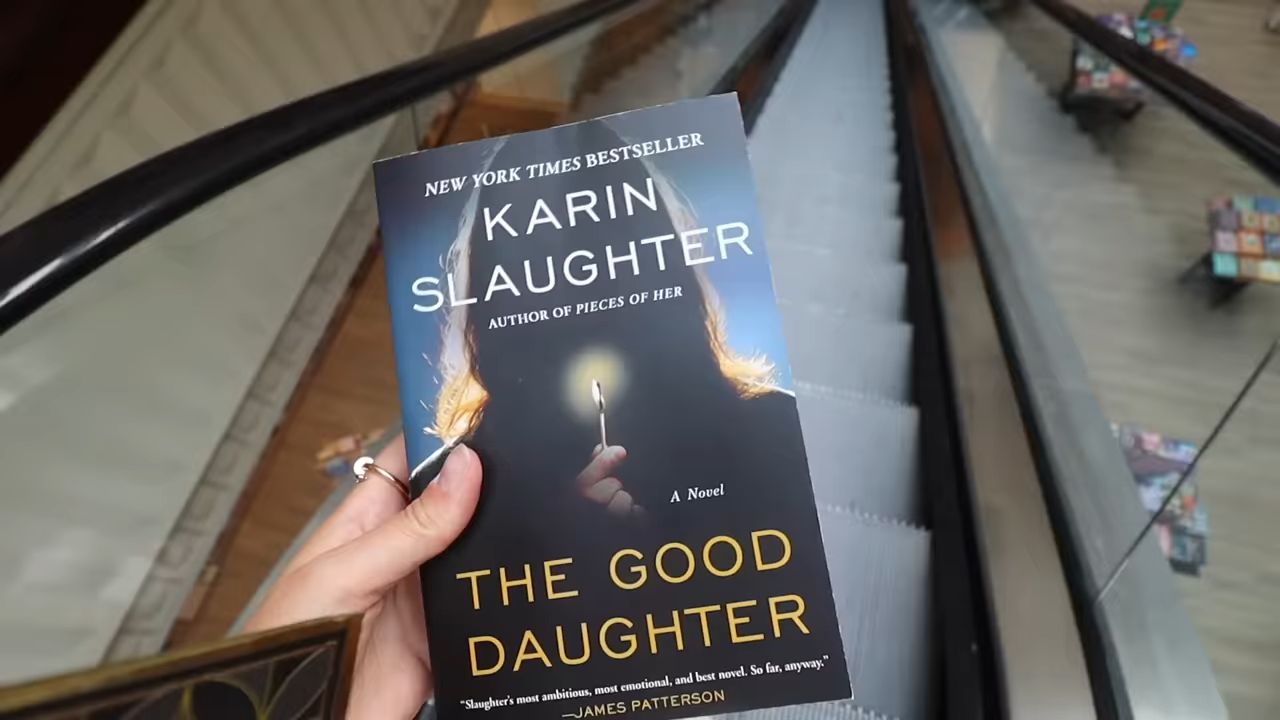 NEW YORK TIMES BESTSELLER
KARIN
SLAUGHTER
AUTHOR OF PIECES OF HER
A Novel
THE GOOD
DAUGHTER
"Slaughter's most ambitious, most emotional, and best novel. So far, anyway."
—JAMES PATTERSON